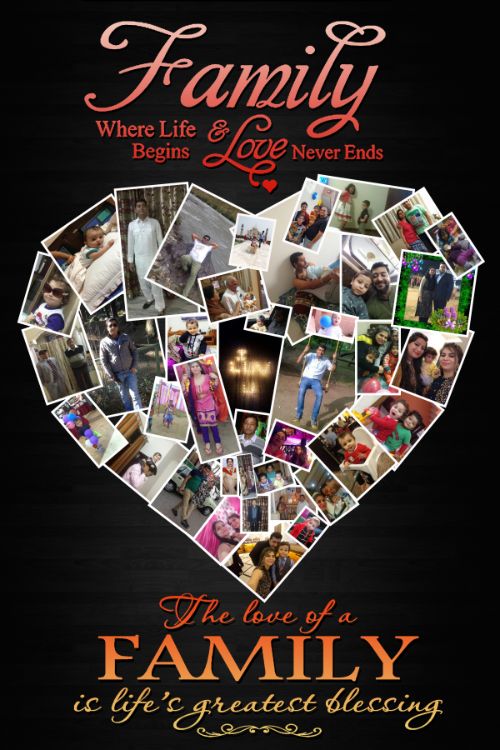 Family
Where Life & Love Never Ends
Begins
The love of a
FAMILY
is life's greatest blessing